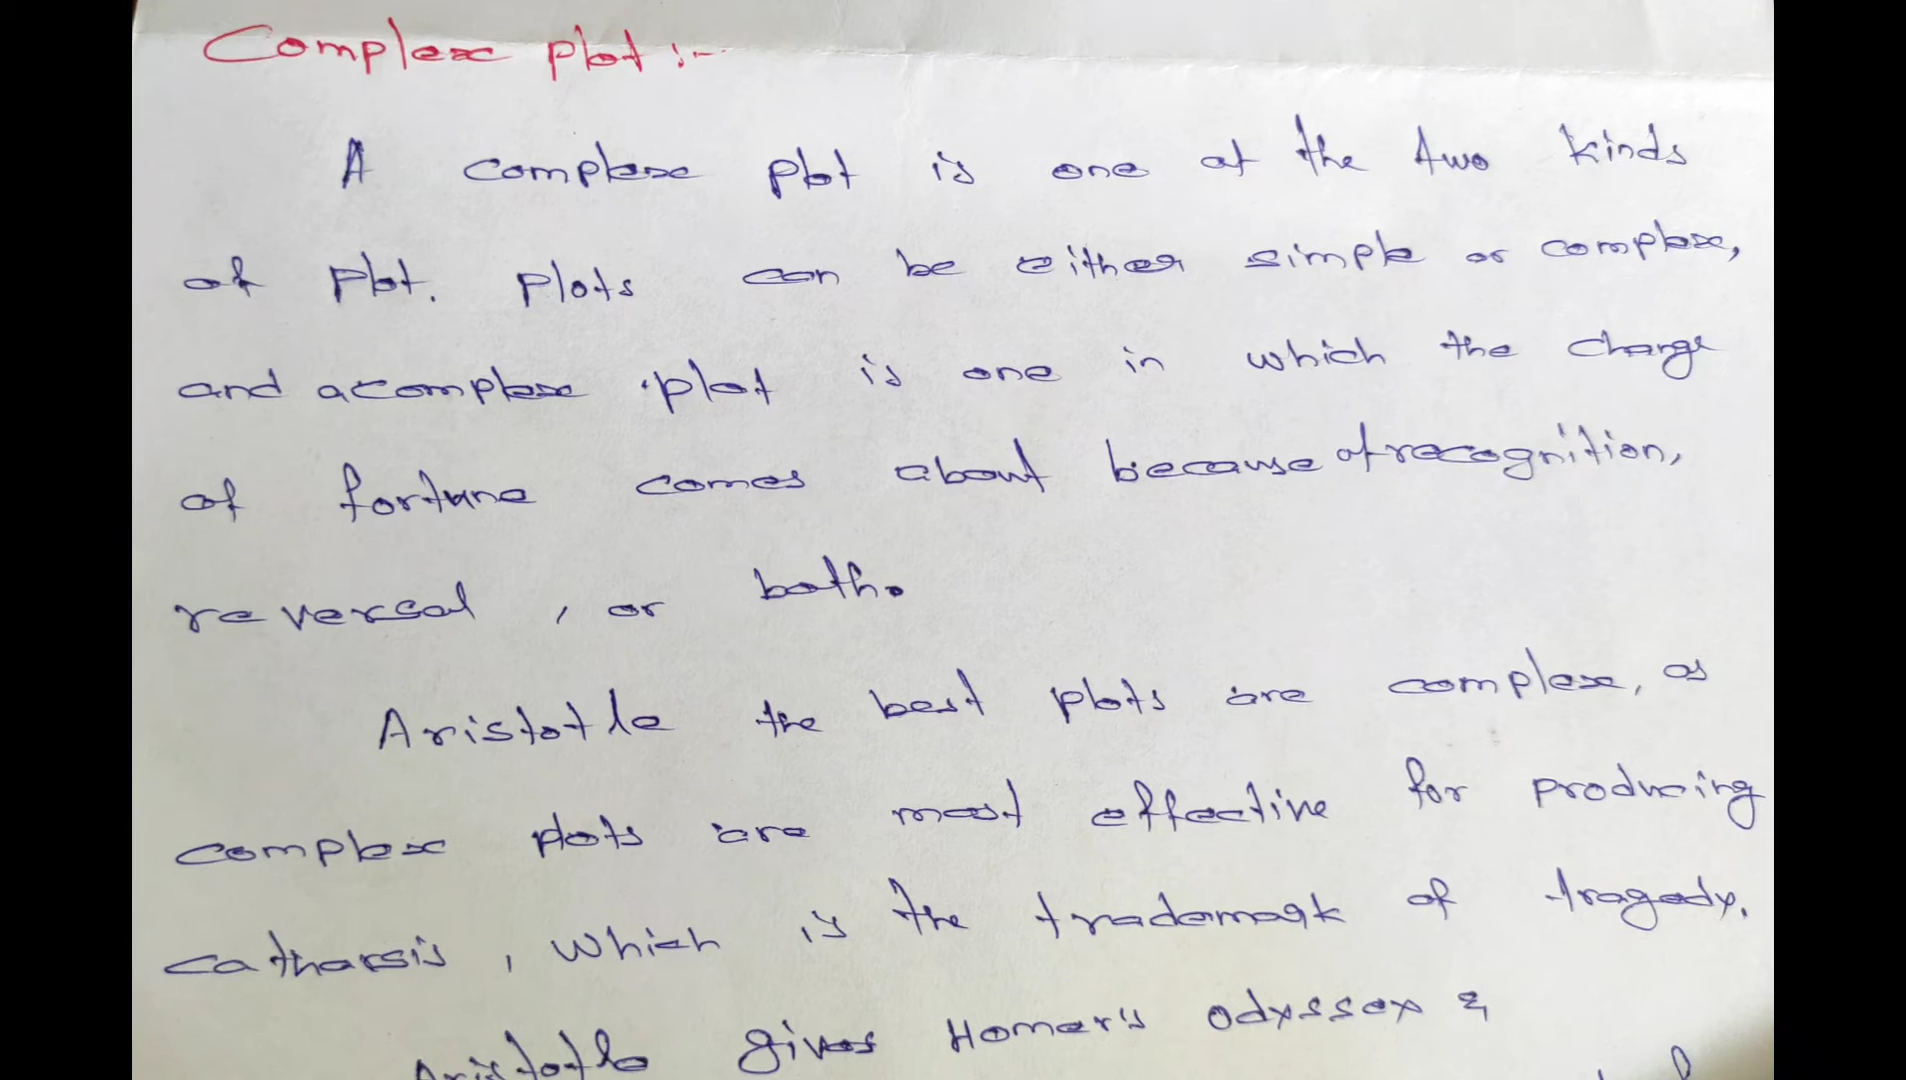 Complex plot :-
A complex plot is one of the two kinds
of plot. Plots can be either simple or complex,
and a complex plot is one in which the change
of fortune comes about because of recognition,
reversal, or both.
Aristotle the best plots are complex, as
complex plots are most effective for producing
catharsis, which is the trademark of tragedy.
Aristotle gives Homer's odyssey &